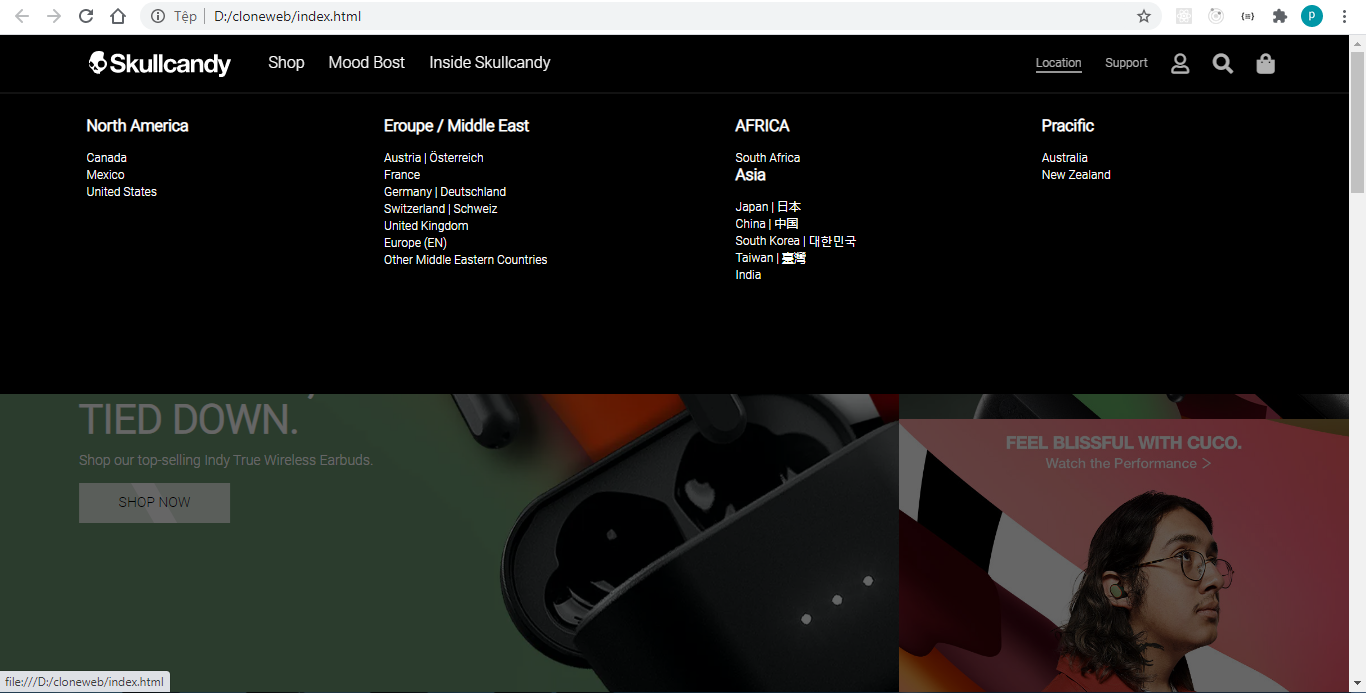 Tệp
D:/cloneweb/index.html
P
Skullcandy
Shop
Mood Bost
Inside Skullcandy
Location
Support
North America
Canada
Mexico
United States
Eroupe / Middle East
Austria | Österreich
France
Germany | Deutschland
Switzerland | Schweiz
United Kingdom
Europe (EN)
Other Middle Eastern Countries
AFRICA
South Africa
Asia
Japan | 日本
China | 中国
South Korea | 대한민국
Taiwan | 臺灣
India
Pracific
Australia
New Zealand
TIED DOWN.
Shop our top-selling Indy True Wireless Earbuds.
SHOP NOW
FEEL BLISSFUL WITH CUCO.
Watch the Performance >
file:///D:/cloneweb/index.html